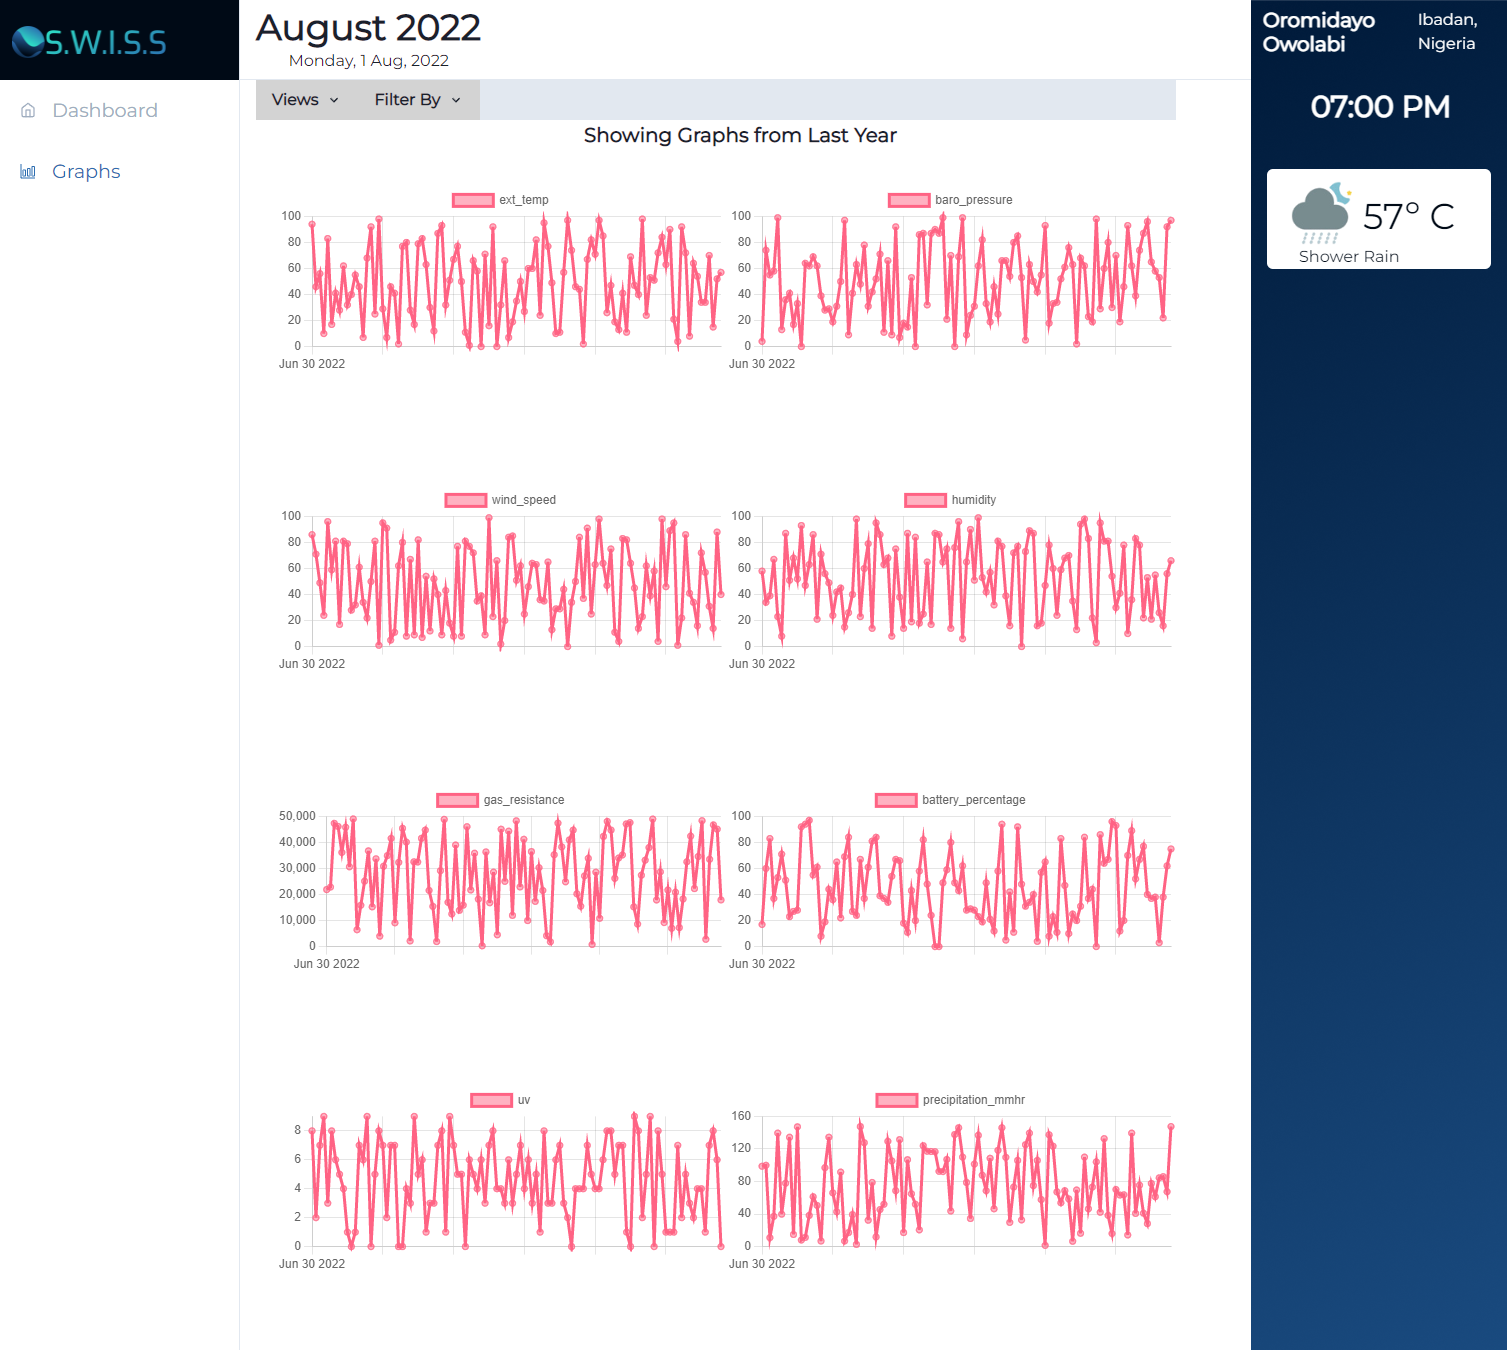 S.W.I.S.S
Dashboard
Graphs
August 2022
Monday, 1 Aug, 2022
Views
Filter By
Showing Graphs from Last Year
ext_temp
100
80
60
40
20
0
Jun 30 2022
baro_pressure
100
80
60
40
20
0
Jun 30 2022
wind_speed
100
80
60
40
20
0
Jun 30 2022
humidity
100
80
60
40
20
0
Jun 30 2022
gas_resistance
50,000
40,000
30,000
20,000
10,000
0
Jun 30 2022
battery_percentage
100
80
60
40
20
0
Jun 30 2022
uv
8
6
4
2
0
Jun 30 2022
precipitation_mmhr
160
120
80
40
0
Jun 30 2022
Oromidayo
Owolabi
Ibadan,
Nigeria
07:00 PM
57° C
Shower Rain